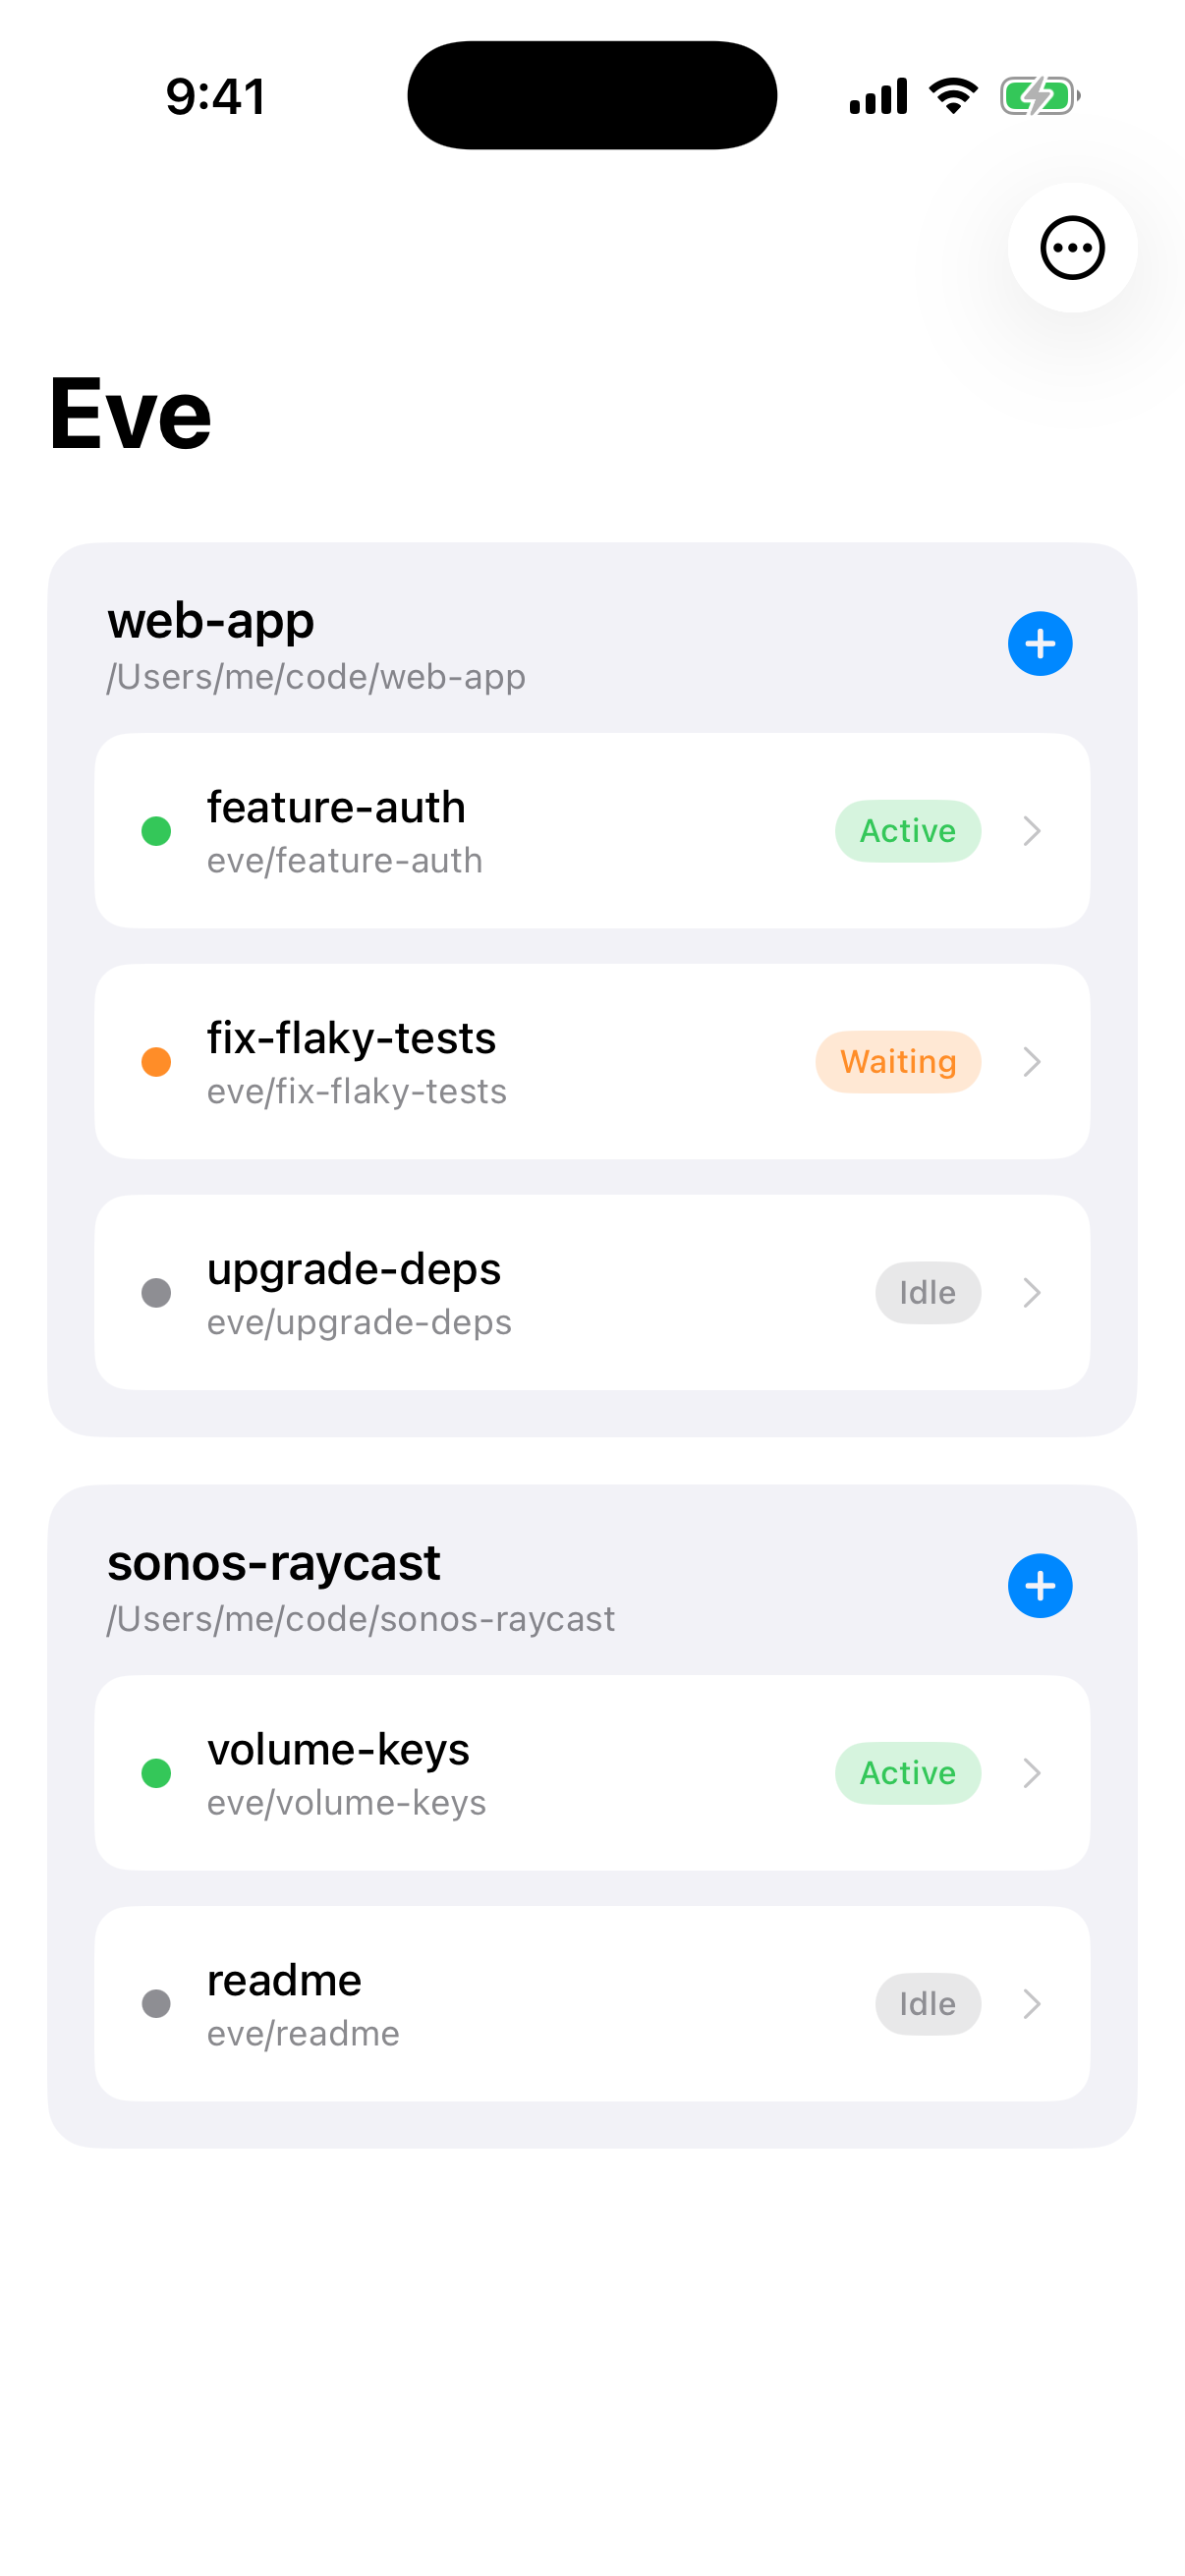 9:41
Eve
web-app
/Users/me/code/web-app
feature-auth
eve/feature-auth
Active
fix-flaky-tests
eve/fix-flaky-tests
Waiting
upgrade-deps
eve/upgrade-deps
Idle
sonos-raycast
/Users/me/code/sonos-raycast
volume-keys
eve/volume-keys
Active
readme
eve/readme
Idle